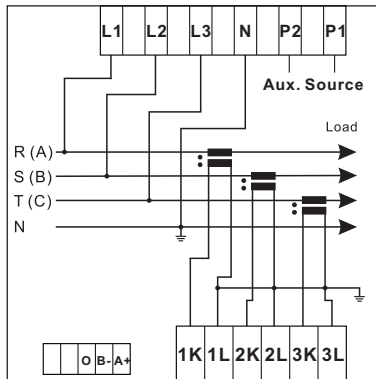 L1 L2 L3 N P2 P1
Aux. Source
Load
R (A)
S (B)
T (C)
N
O B- A+
1K 1L 2K 2L 3K 3L